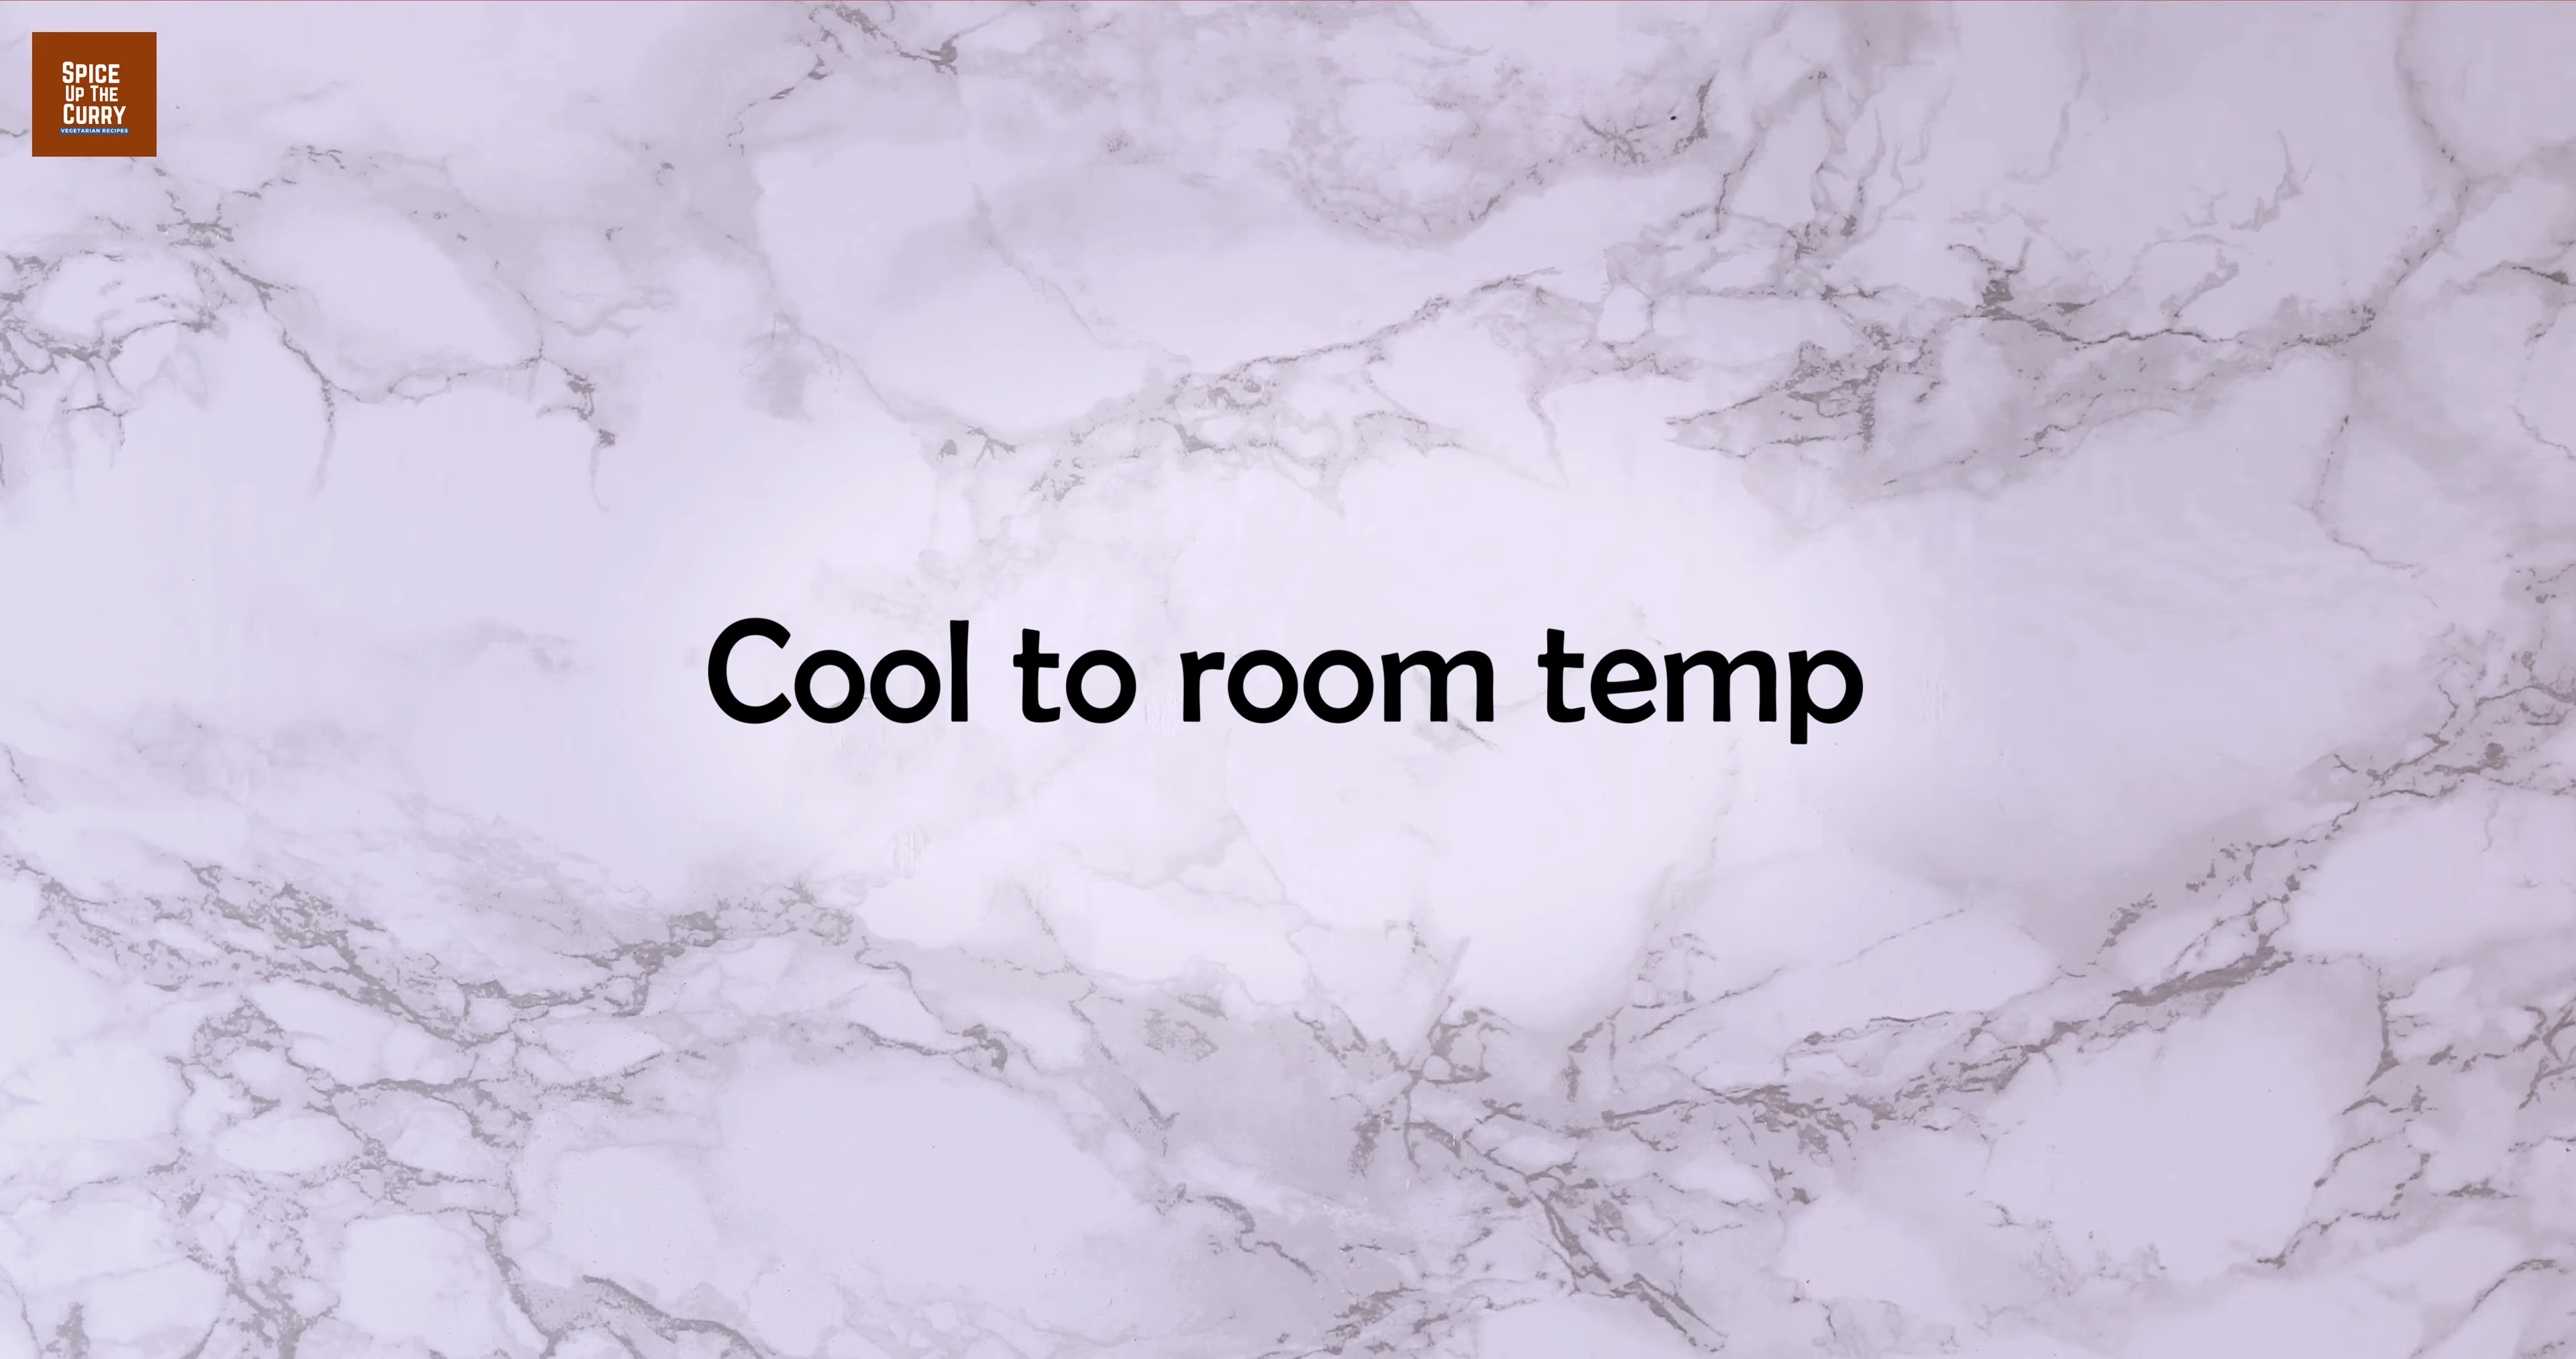 SPICE
UP THE
CURRY
VEGETARIAN RECIPES
Cool to room temp